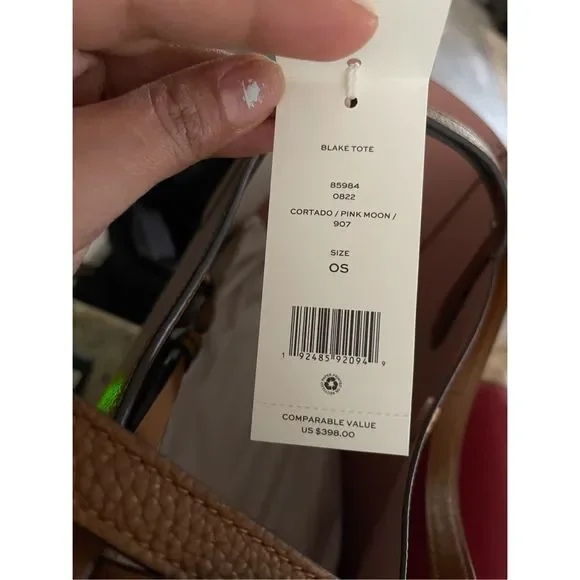 BLAKE TOTE
85984
0822
CORTADO / PINK MOON /
907
SIZE
OS
1 92485 92094 9
COMPARABLE VALUE
US $398.00